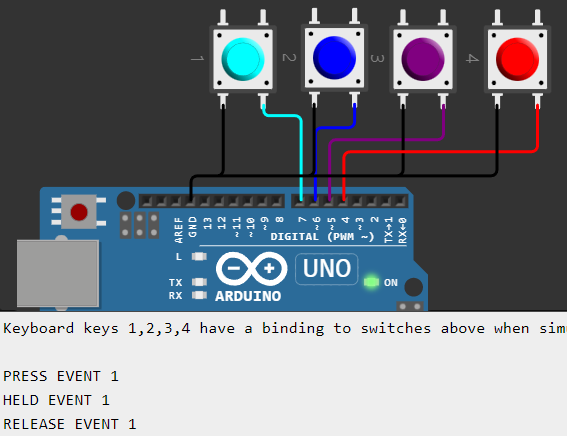 1
2
3
4
AREF
GND
13
12
~11
~10
~9
8
7
~6
~5
4
~3
2
TX→1
RX←0
DIGITAL (PWM ~)
L
TX
RX
UNO
ON
ARDUINO
Keyboard keys 1,2,3,4 have a binding to switches above when
PRESS EVENT 1
HELD EVENT 1
RELEASE EVENT 1